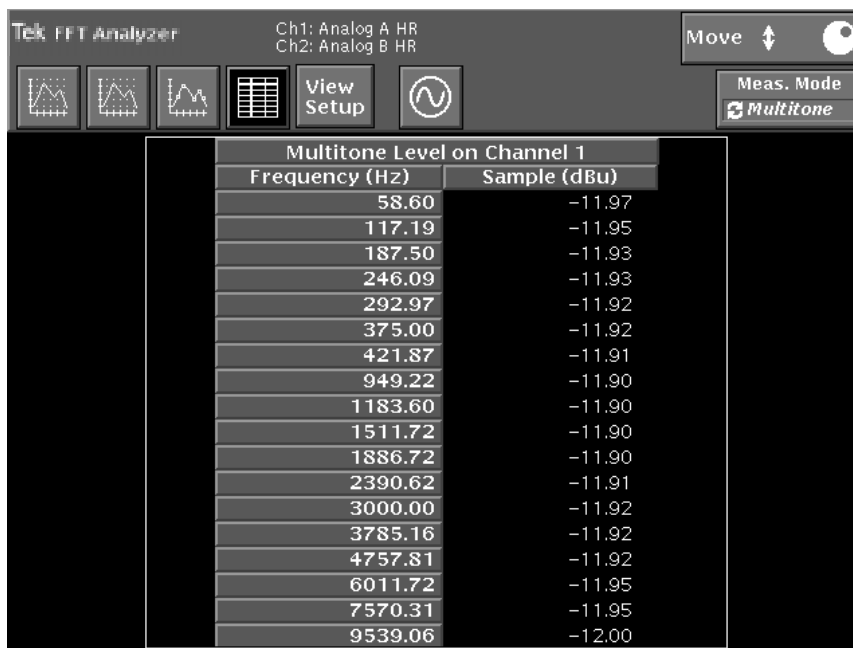 Tek FFT Analyzer
Ch1: Analog A HR
Ch2: Analog B HR
Move
View
Setup
Meas. Mode
Multitone
Multitone Level on Channel 1
Frequency (Hz) Sample (dBu)
58.60 -11.97
117.19 -11.95
187.50 -11.93
246.09 -11.93
292.97 -11.92
375.00 -11.92
421.87 -11.91
949.22 -11.90
1183.60 -11.90
1511.72 -11.90
1886.72 -11.90
2390.62 -11.91
3000.00 -11.92
3785.16 -11.92
4757.81 -11.92
6011.72 -11.95
7570.31 -11.95
9539.06 -12.00